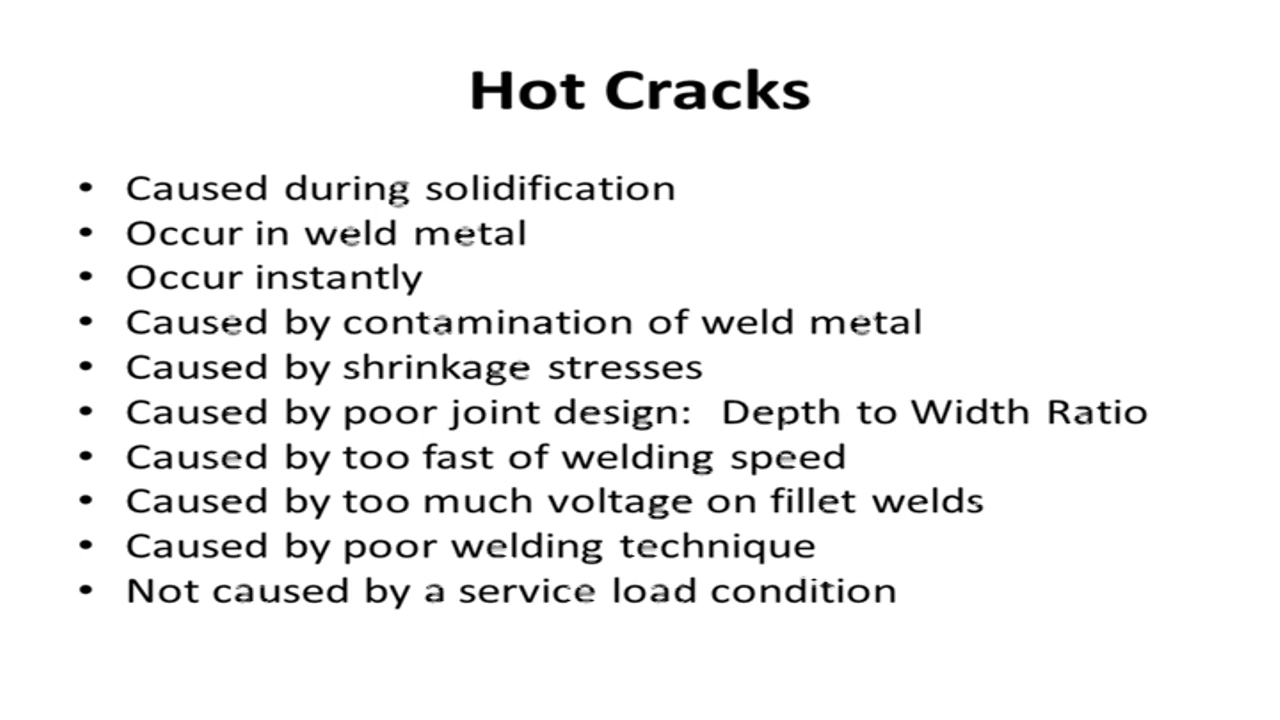 Hot Cracks
• Caused during solidification
• Occur in weld metal
• Occur instantly
• Caused by contamination of weld metal
• Caused by shrinkage stresses
• Caused by poor joint design:  Depth to Width Ratio
• Caused by too fast of welding speed
• Caused by too much voltage on fillet welds
• Caused by poor welding technique
• Not caused by a service load condition